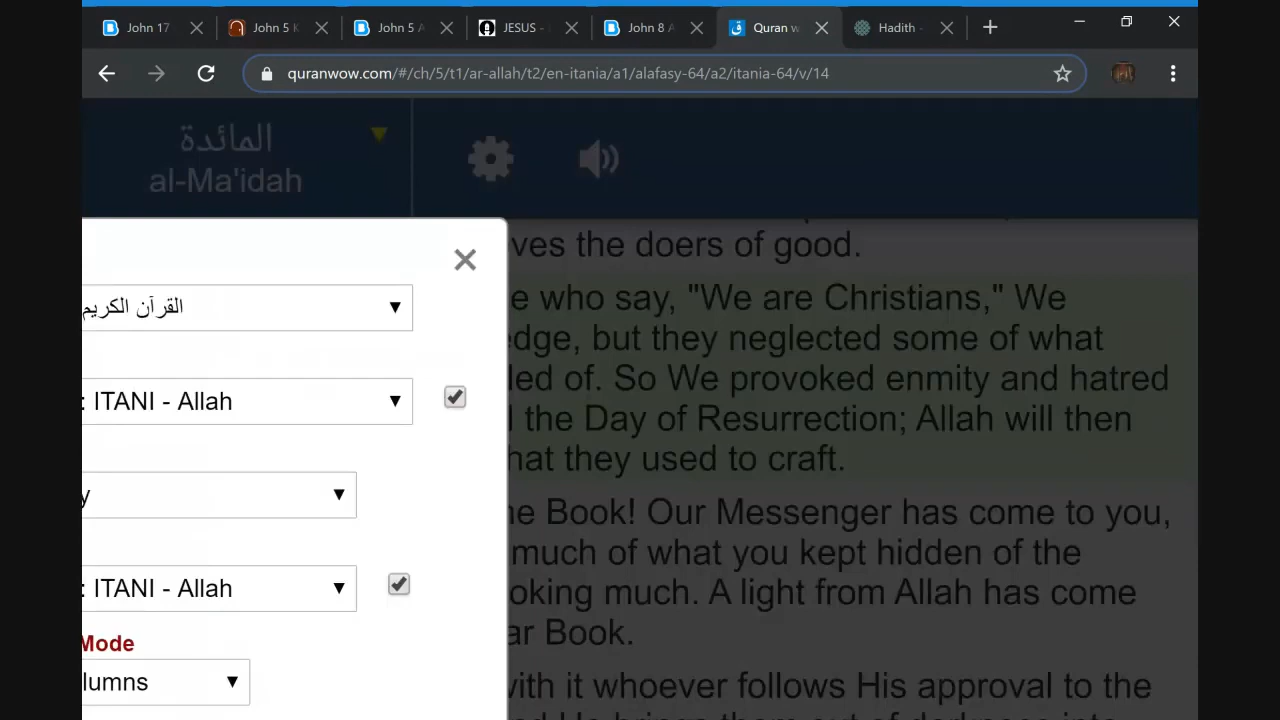 John 17
John 5 K
John 5 A
JESUS -
John 8 A
Quran w
Hadith -
quranwow.com/#/ch/5/t1/ar-allah/t2/en-itania/a1/alafasy-64/a2/itania-64/v/14
المائدة
al-Ma'idah
ves the doers of good.
القرآن الكريم
e who say, "We are Christians," We
edge, but they neglected some of what
led of. So We provoked enmity and hatred
: ITANI - Allah
the Day of Resurrection; Allah will then
hat they used to craft.
y
e Book! Our Messenger has come to you,
much of what you kept hidden of the
oking much. A light from Allah has come
: ITANI - Allah
ar Book.
Mode
lumns
with it whoever follows His approval to the